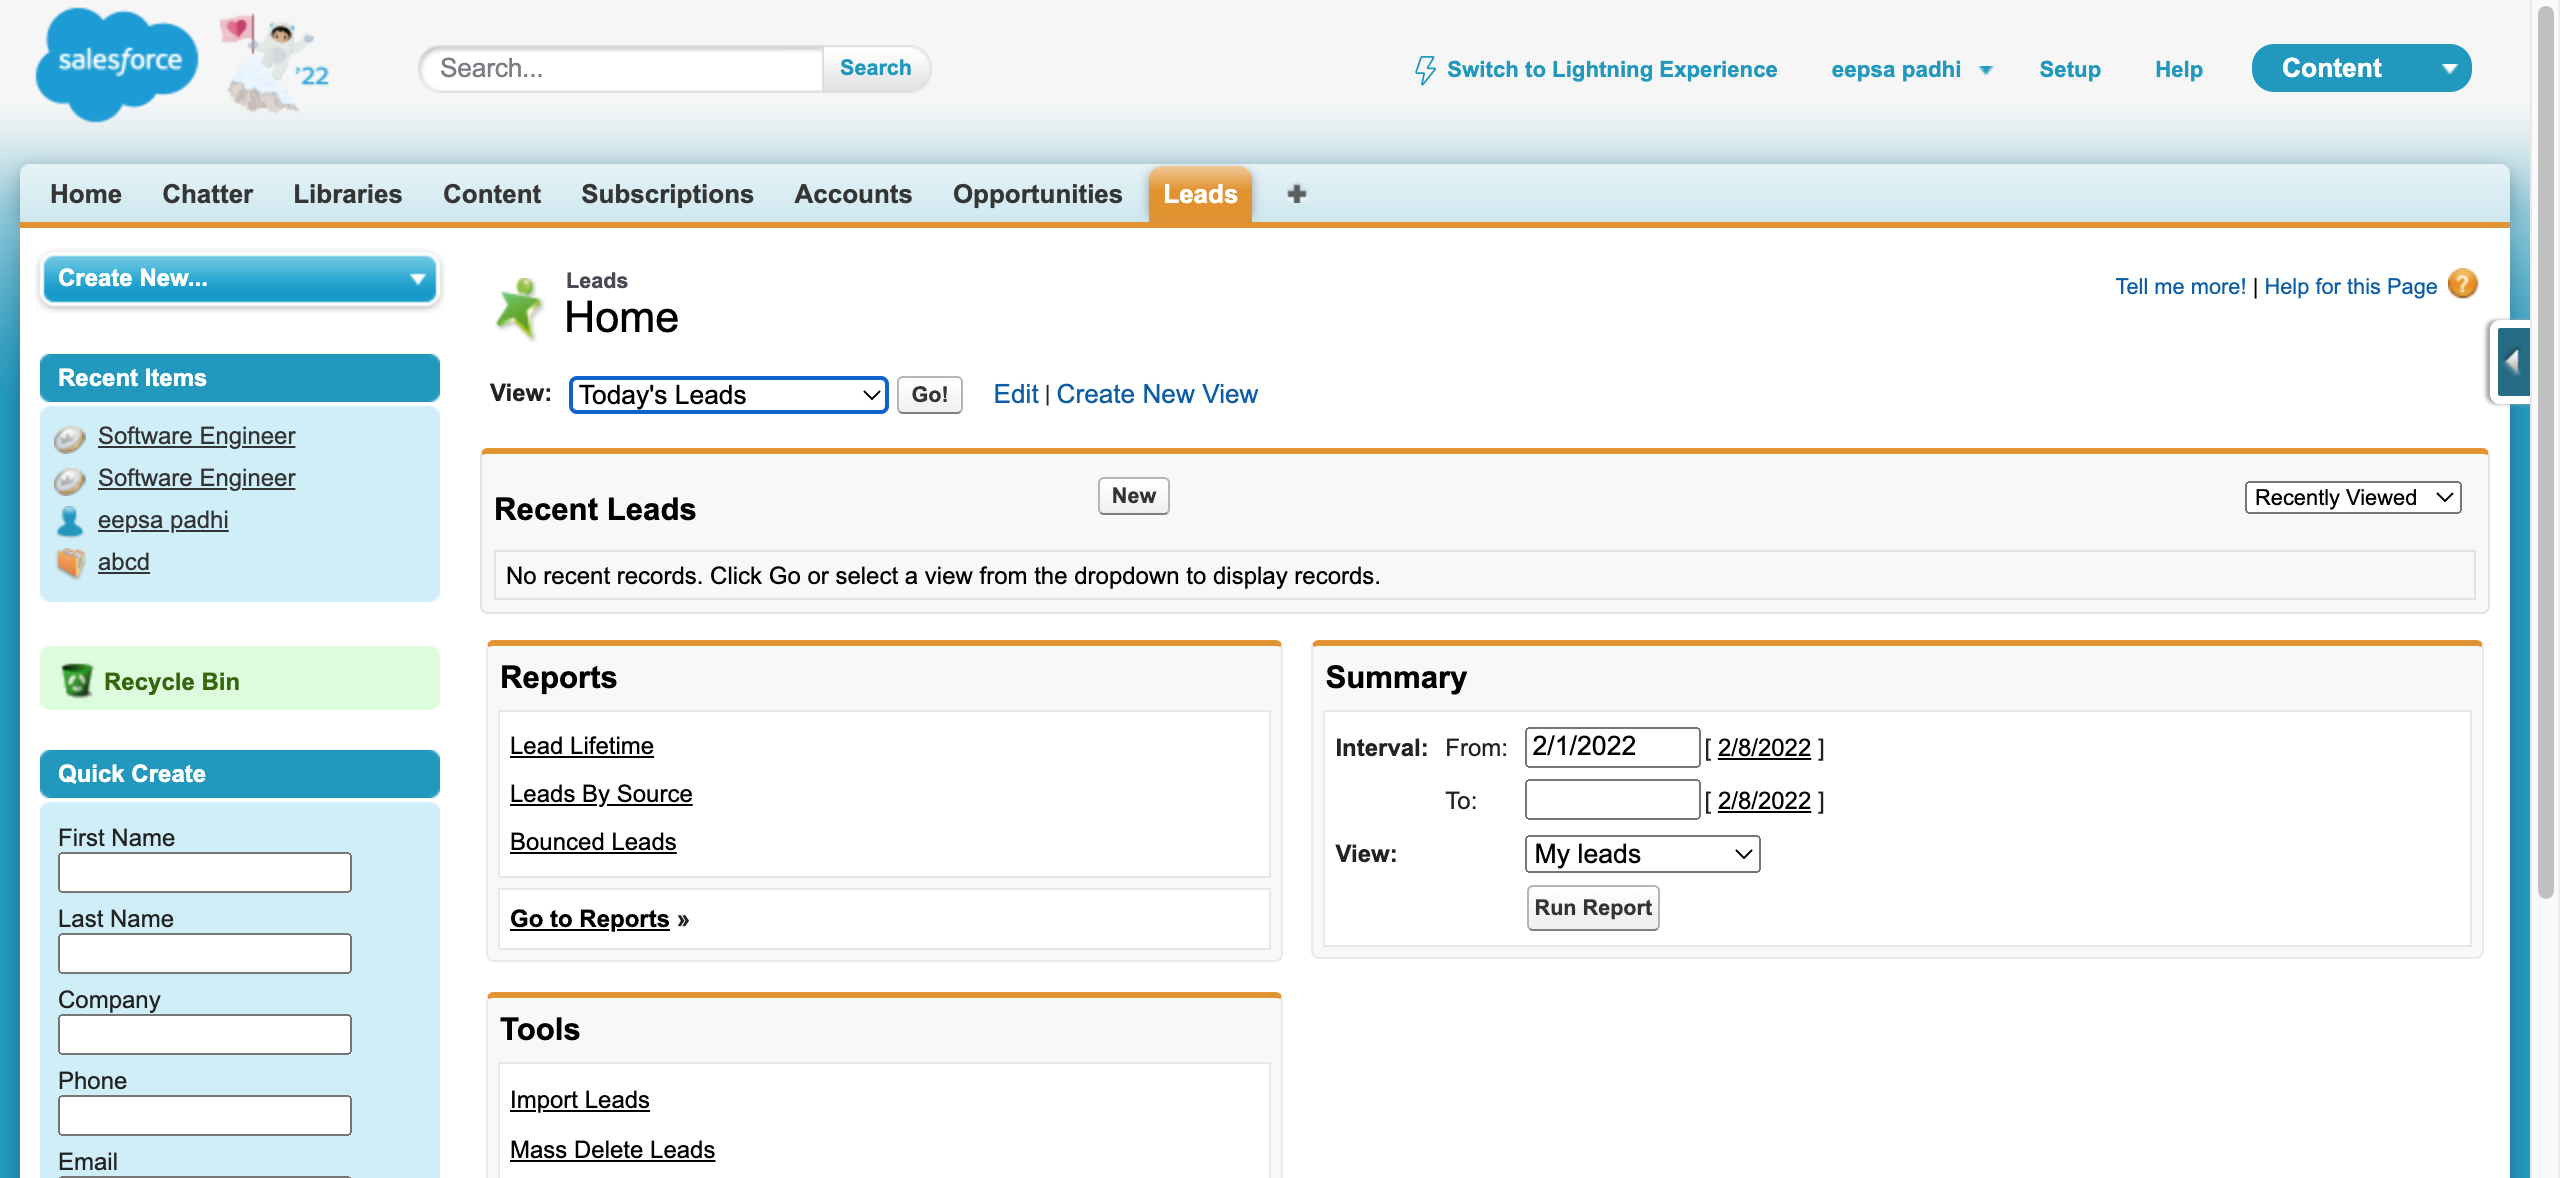 salesforce
'22
Search...
Search
Switch to Lightning Experience
eepsa padhi
Setup
Help
Content
Home
Chatter
Libraries
Content
Subscriptions
Accounts
Opportunities
Leads
Create New...
Recent Items
Software Engineer
Software Engineer
eepsa padhi
abcd
Recycle Bin
Quick Create
First Name
Last Name
Company
Phone
Email
Leads
Home
Tell me more! | Help for this Page ?
View: Today's Leads Go! Edit | Create New View
Recent Leads
New
Recently Viewed
No recent records. Click Go or select a view from the dropdown to display records.
Reports
Lead Lifetime
Leads By Source
Bounced Leads
Go to Reports »
Summary
Interval: From: 2/1/2022 [ 2/8/2022 ]
To: [ 2/8/2022 ]
View: My leads
Run Report
Tools
Import Leads
Mass Delete Leads